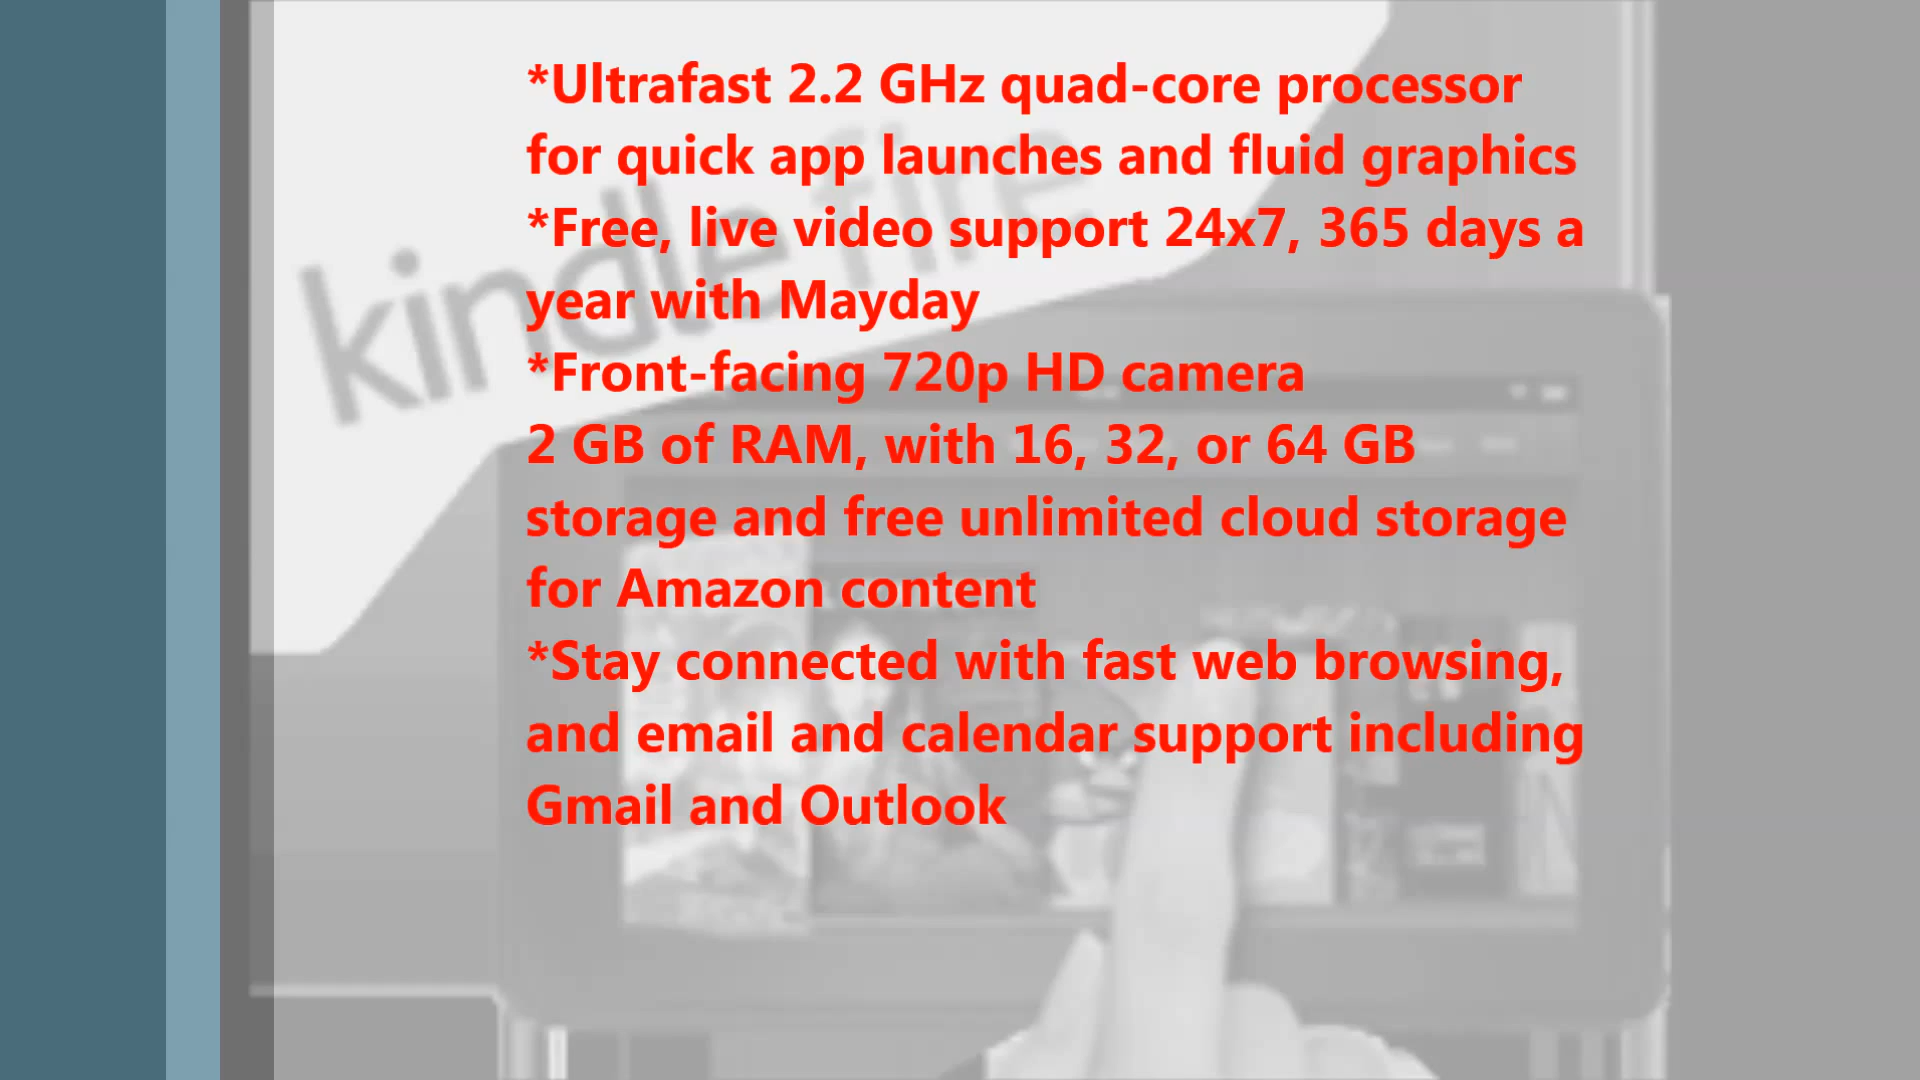 *Ultrafast 2.2 GHz quad-core processor
for quick app launches and fluid graphics
*Free, live video support 24x7, 365 days a
year with Mayday
*Front-facing 720p HD camera
2 GB of RAM, with 16, 32, or 64 GB
storage and free unlimited cloud storage
for Amazon content
*Stay connected with fast web browsing,
and email and calendar support including
Gmail and Outlook
kindle fire